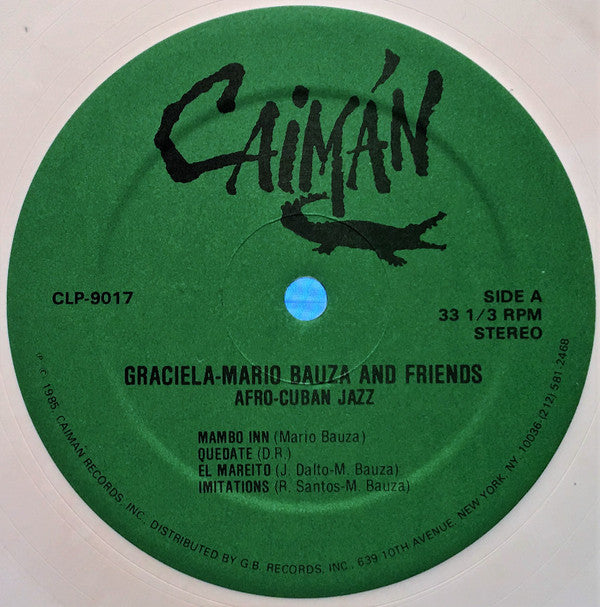 CAIMÁN
CLP-9017
SIDE A
33 1/3 RPM
STEREO
GRACIELA-MARIO BAUZA AND FRIENDS
AFRO-CUBAN JAZZ
MAMBO INN (Mario Bauza)
QUEDATE (D.R.)
EL MAREITO (J. Dalto-M. Bauza)
IMITATIONS (R. Santos-M. Bauza)
℗ © 1985 CAIMAN RECORDS, INC. DISTRIBUTED BY G.B. RECORDS, INC., 639 10TH AVENUE, NEW YORK, NY. 10036 (212) 581 2468